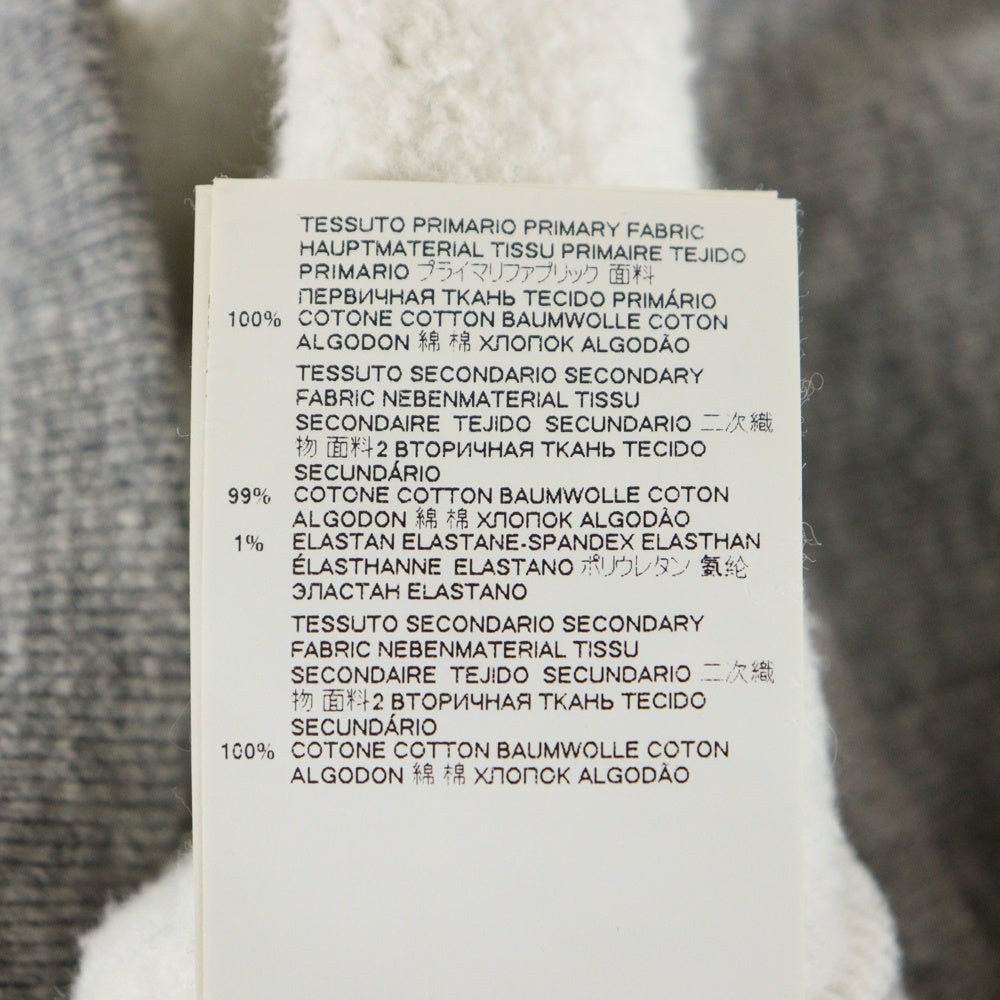 TESSUTO PRIMARIO PRIMARY FABRIC
HAUPTMATERIAL TISSU PRIMAIRE TEJIDO
PRIMARIO プライマリファブリック 面料
ПЕРВИЧНАЯ ТКАНЬ TECIDO PRIMÁRIO
100% COTONE COTTON BAUMWOLLE COTON
ALGODON 綿 棉 ХЛОПОК ALGODÃO
TESSUTO SECONDARIO SECONDARY
FABRIC NEBENMATERIAL TISSU
SECONDAIRE TEJIDO SECUNDARIO 二次織
物 面料2 ВТОРИЧНАЯ ТКАНЬ TECIDO
SECUNDÁRIO
99% COTONE COTTON BAUMWOLLE COTON
ALGODON 綿 棉 ХЛОПОК ALGODÃO
1% ELASTAN ELASTANE-SPANDEX ELASTHAN
ÉLASTHANNE ELASTANO ポリウレタン 氨纶
ЭЛАСТАН ELASTANO
TESSUTO SECONDARIO SECONDARY
FABRIC NEBENMATERIAL TISSU
SECONDAIRE TEJIDO SECUNDARIO 二次織
物 面料2 ВТОРИЧНАЯ ТКАНЬ TECIDO
SECUNDÁRIO
100% COTONE COTTON BAUMWOLLE COTON
ALGODON 綿 棉 ХЛОПОК ALGODÃO